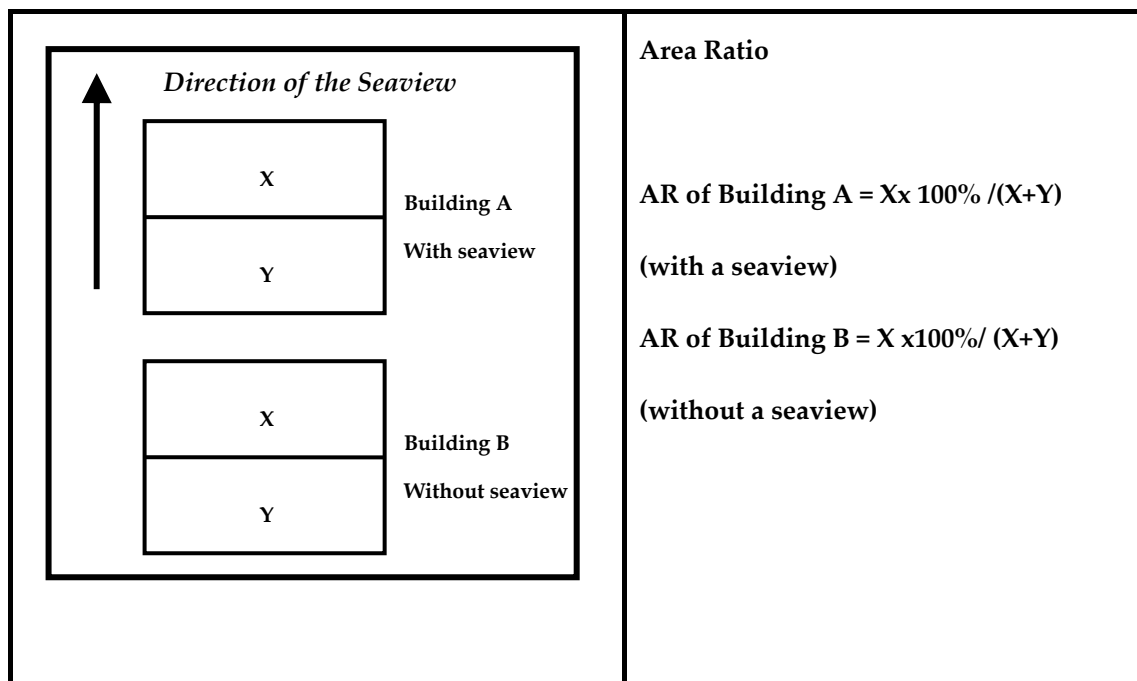 Direction of the Seaview
X
Building A
With seaview
Y
X
Building B
Without seaview
Y
Area Ratio
AR of Building A = Xx 100% /(X+Y)
(with a seaview)
AR of Building B = X x100%/ (X+Y)
(without a seaview)